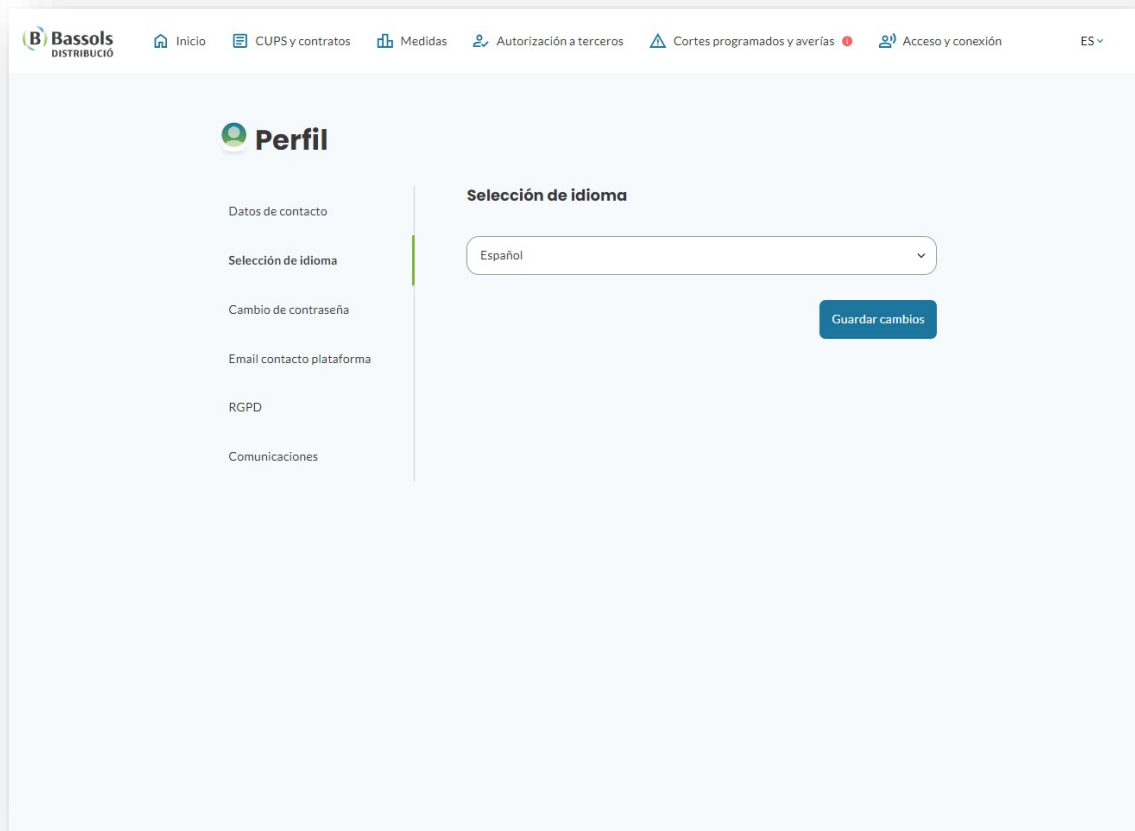 Bassols
DISTRIBUCIÓ
Inicio
CUPS y contratos
Medidas
Autorización a terceros
Cortes programados y averías
Acceso y conexión
ES
Perfil
Datos de contacto
Selección de idioma
Cambio de contraseña
Email contacto plataforma
RGPD
Comunicaciones
Selección de idioma
Español
Guardar cambios